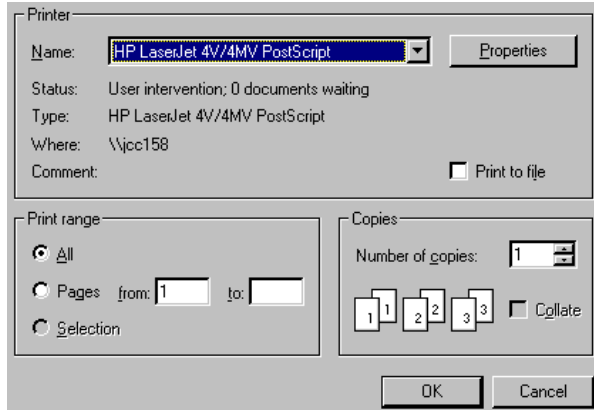 Printer
Name: HP LaserJet 4V/4MV PostScript Properties
Status: User intervention; 0 documents waiting
Type: HP LaserJet 4V/4MV PostScript
Where: \\jcc158
Comment: Print to file
Print range
All
Pages from: 1 to:
Selection
Copies
Number of copies: 1
1 1 2 2 3 3 Collate
OK Cancel